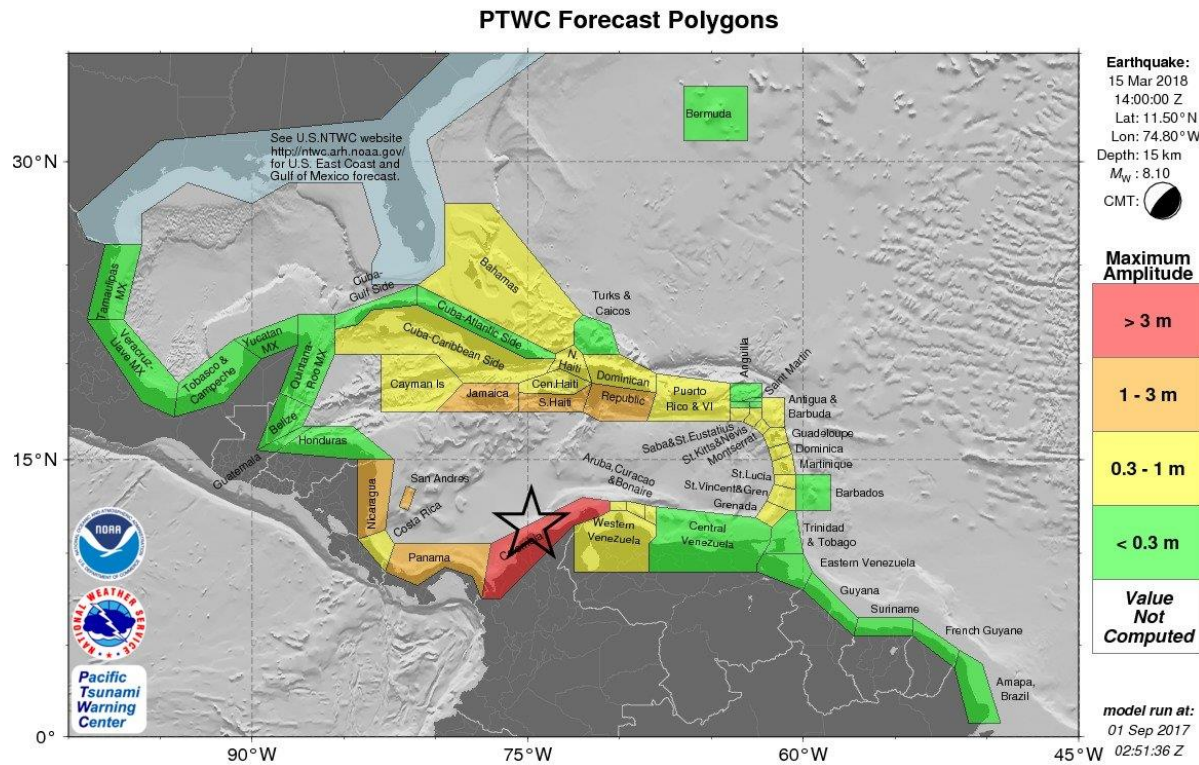 PTWC Forecast Polygons
See U.S.NTWC website
http://ntwc.arh.noaa.gov/
for U.S. East Coast and
Gulf of Mexico forecast.
Bermuda
30°N
15°N
0°
90°W
75°W
60°W
45°W
Tamaulipas
MX
Veracruz-
Llave MX
Tobasco &
Campeche
Yucatan
MX
Quintana-
Roo MX
Belize
Honduras
Guatemala
Nicaragua
San Andres
Costa Rica
Panama
Cuba-
Gulf Side
Cuba-Atlantic Side
Cuba-Caribbean Side
Bahamas
Turks &
Caicos
Cayman Is
Jamaica
N.
Haiti
Cen.Haiti
S.Haiti
Dominican
Republic
Puerto
Rico & VI
Anguilla
Saint Martin
Antigua &
Barbuda
Saba&St.Eustatius
St.Kitts&Nevis
Montserrat
Guadeloupe
Dominica
Martinique
St.Lucia
St.Vincent&Gren
Barbados
Grenada
Aruba,Curacao
&Bonaire
Western
Venezuela
Central
Venezuela
Trinidad
& Tobago
Eastern Venezuela
Guyana
Suriname
French Guyane
Amapa,
Brazil
NOAA
NATIONAL WEATHER SERVICE
Pacific
Tsunami
Warning
Center
Earthquake:
15 Mar 2018
14:00:00 Z
Lat: 11.50°N
Lon: 74.80°W
Depth: 15 km
MW : 8.10
CMT:
Maximum
Amplitude
> 3 m
1 - 3 m
0.3 - 1 m
< 0.3 m
Value
Not
Computed
model run at:
01 Sep 2017
02:51:36 Z